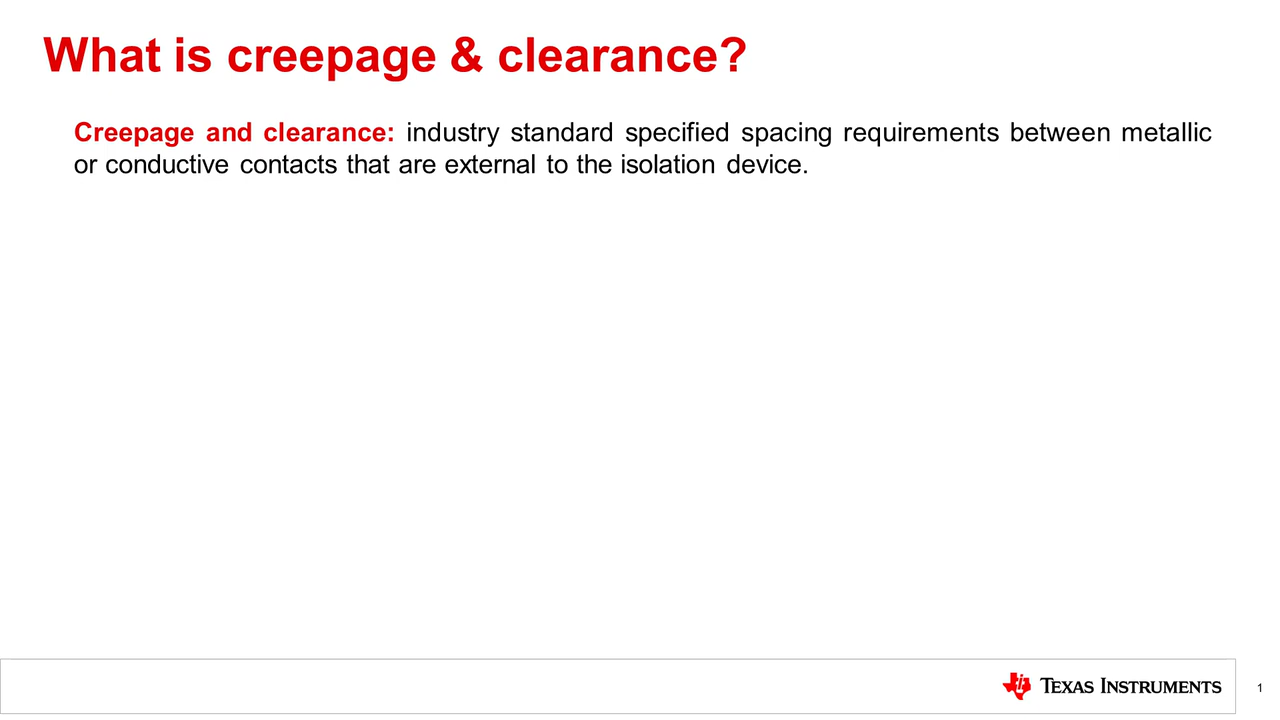 What is creepage & clearance?
Creepage and clearance: industry standard specified spacing requirements between metallic
or conductive contacts that are external to the isolation device.
TEXAS INSTRUMENTS
1